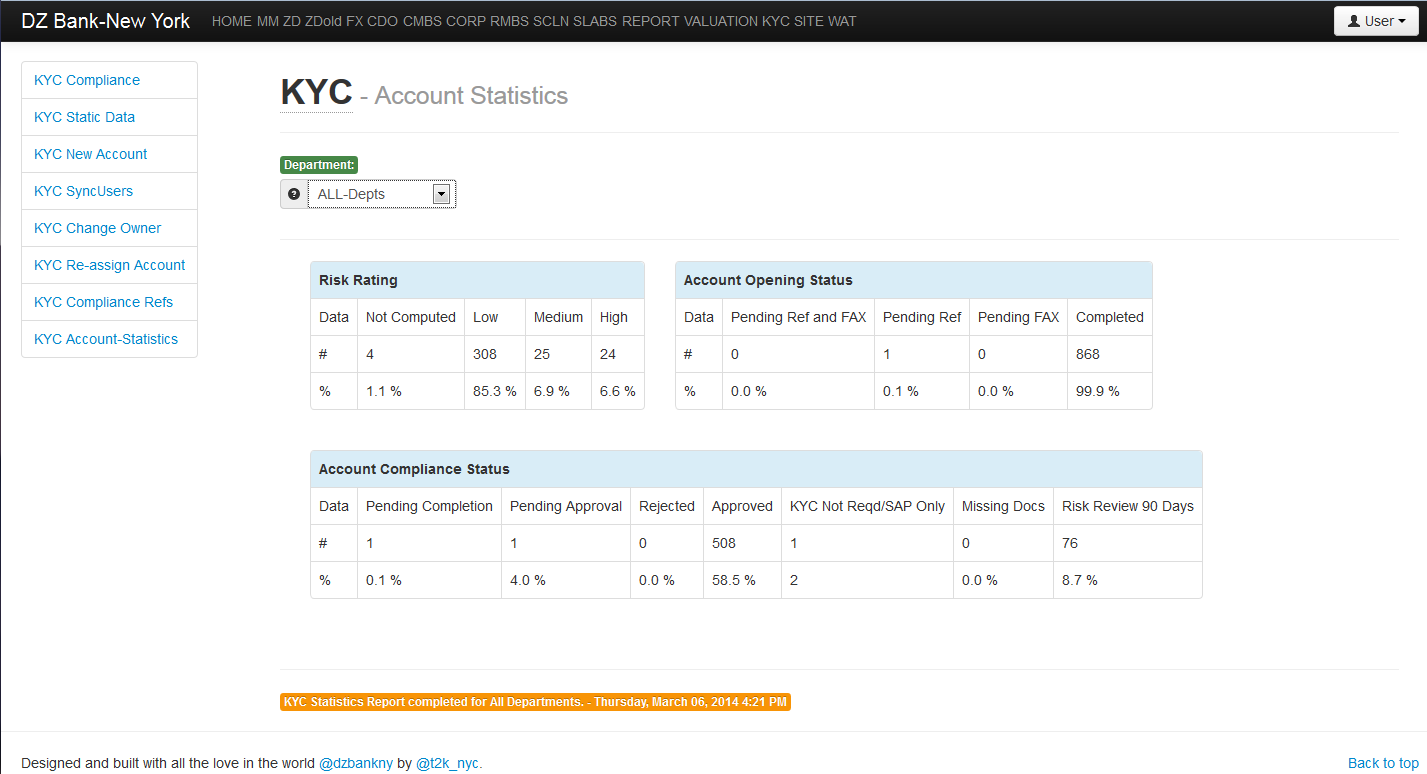 DZ Bank-New York HOME MM ZD ZDold FX CDO CMBS CORP RMBS SCLN SLABS REPORT VALUATION KYC SITE WAT User
KYC Compliance
KYC Static Data
KYC New Account
KYC SyncUsers
KYC Change Owner
KYC Re-assign Account
KYC Compliance Refs
KYC Account-Statistics
KYC - Account Statistics
Department:
ALL-Depts
Risk Rating
Data Not Computed Low Medium High
# 4 308 25 24
% 1.1 % 85.3 % 6.9 % 6.6 %
Account Opening Status
Data Pending Ref and FAX Pending Ref Pending FAX Completed
# 0 1 0 868
% 0.0 % 0.1 % 0.0 % 99.9 %
Account Compliance Status
Data Pending Completion Pending Approval Rejected Approved KYC Not Reqd/SAP Only Missing Docs Risk Review 90 Days
# 1 1 0 508 1 0 76
% 0.1 % 4.0 % 0.0 % 58.5 % 2 0.0 % 8.7 %
KYC Statistics Report completed for All Departments. - Thursday, March 06, 2014 4:21 PM
Designed and built with all the love in the world @dzbankny by @t2k_nyc. Back to top